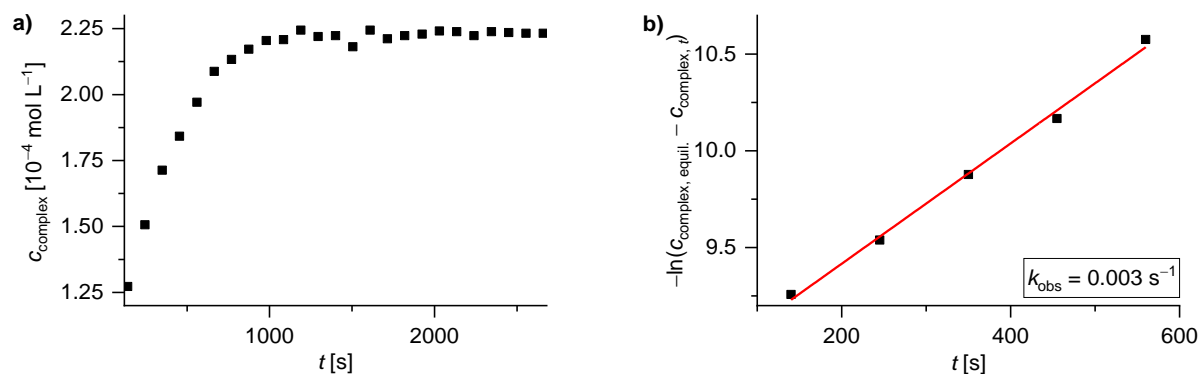 a)
2.25
2.00
1.75
1.50
1.25
c_complex [10⁻⁴ mol L⁻¹]
1000
2000
t [s]
b)
10.5
10.0
9.5
−ln(c_complex, equil. − c_complex, t)
k_obs = 0.003 s⁻¹
200
400
600
t [s]